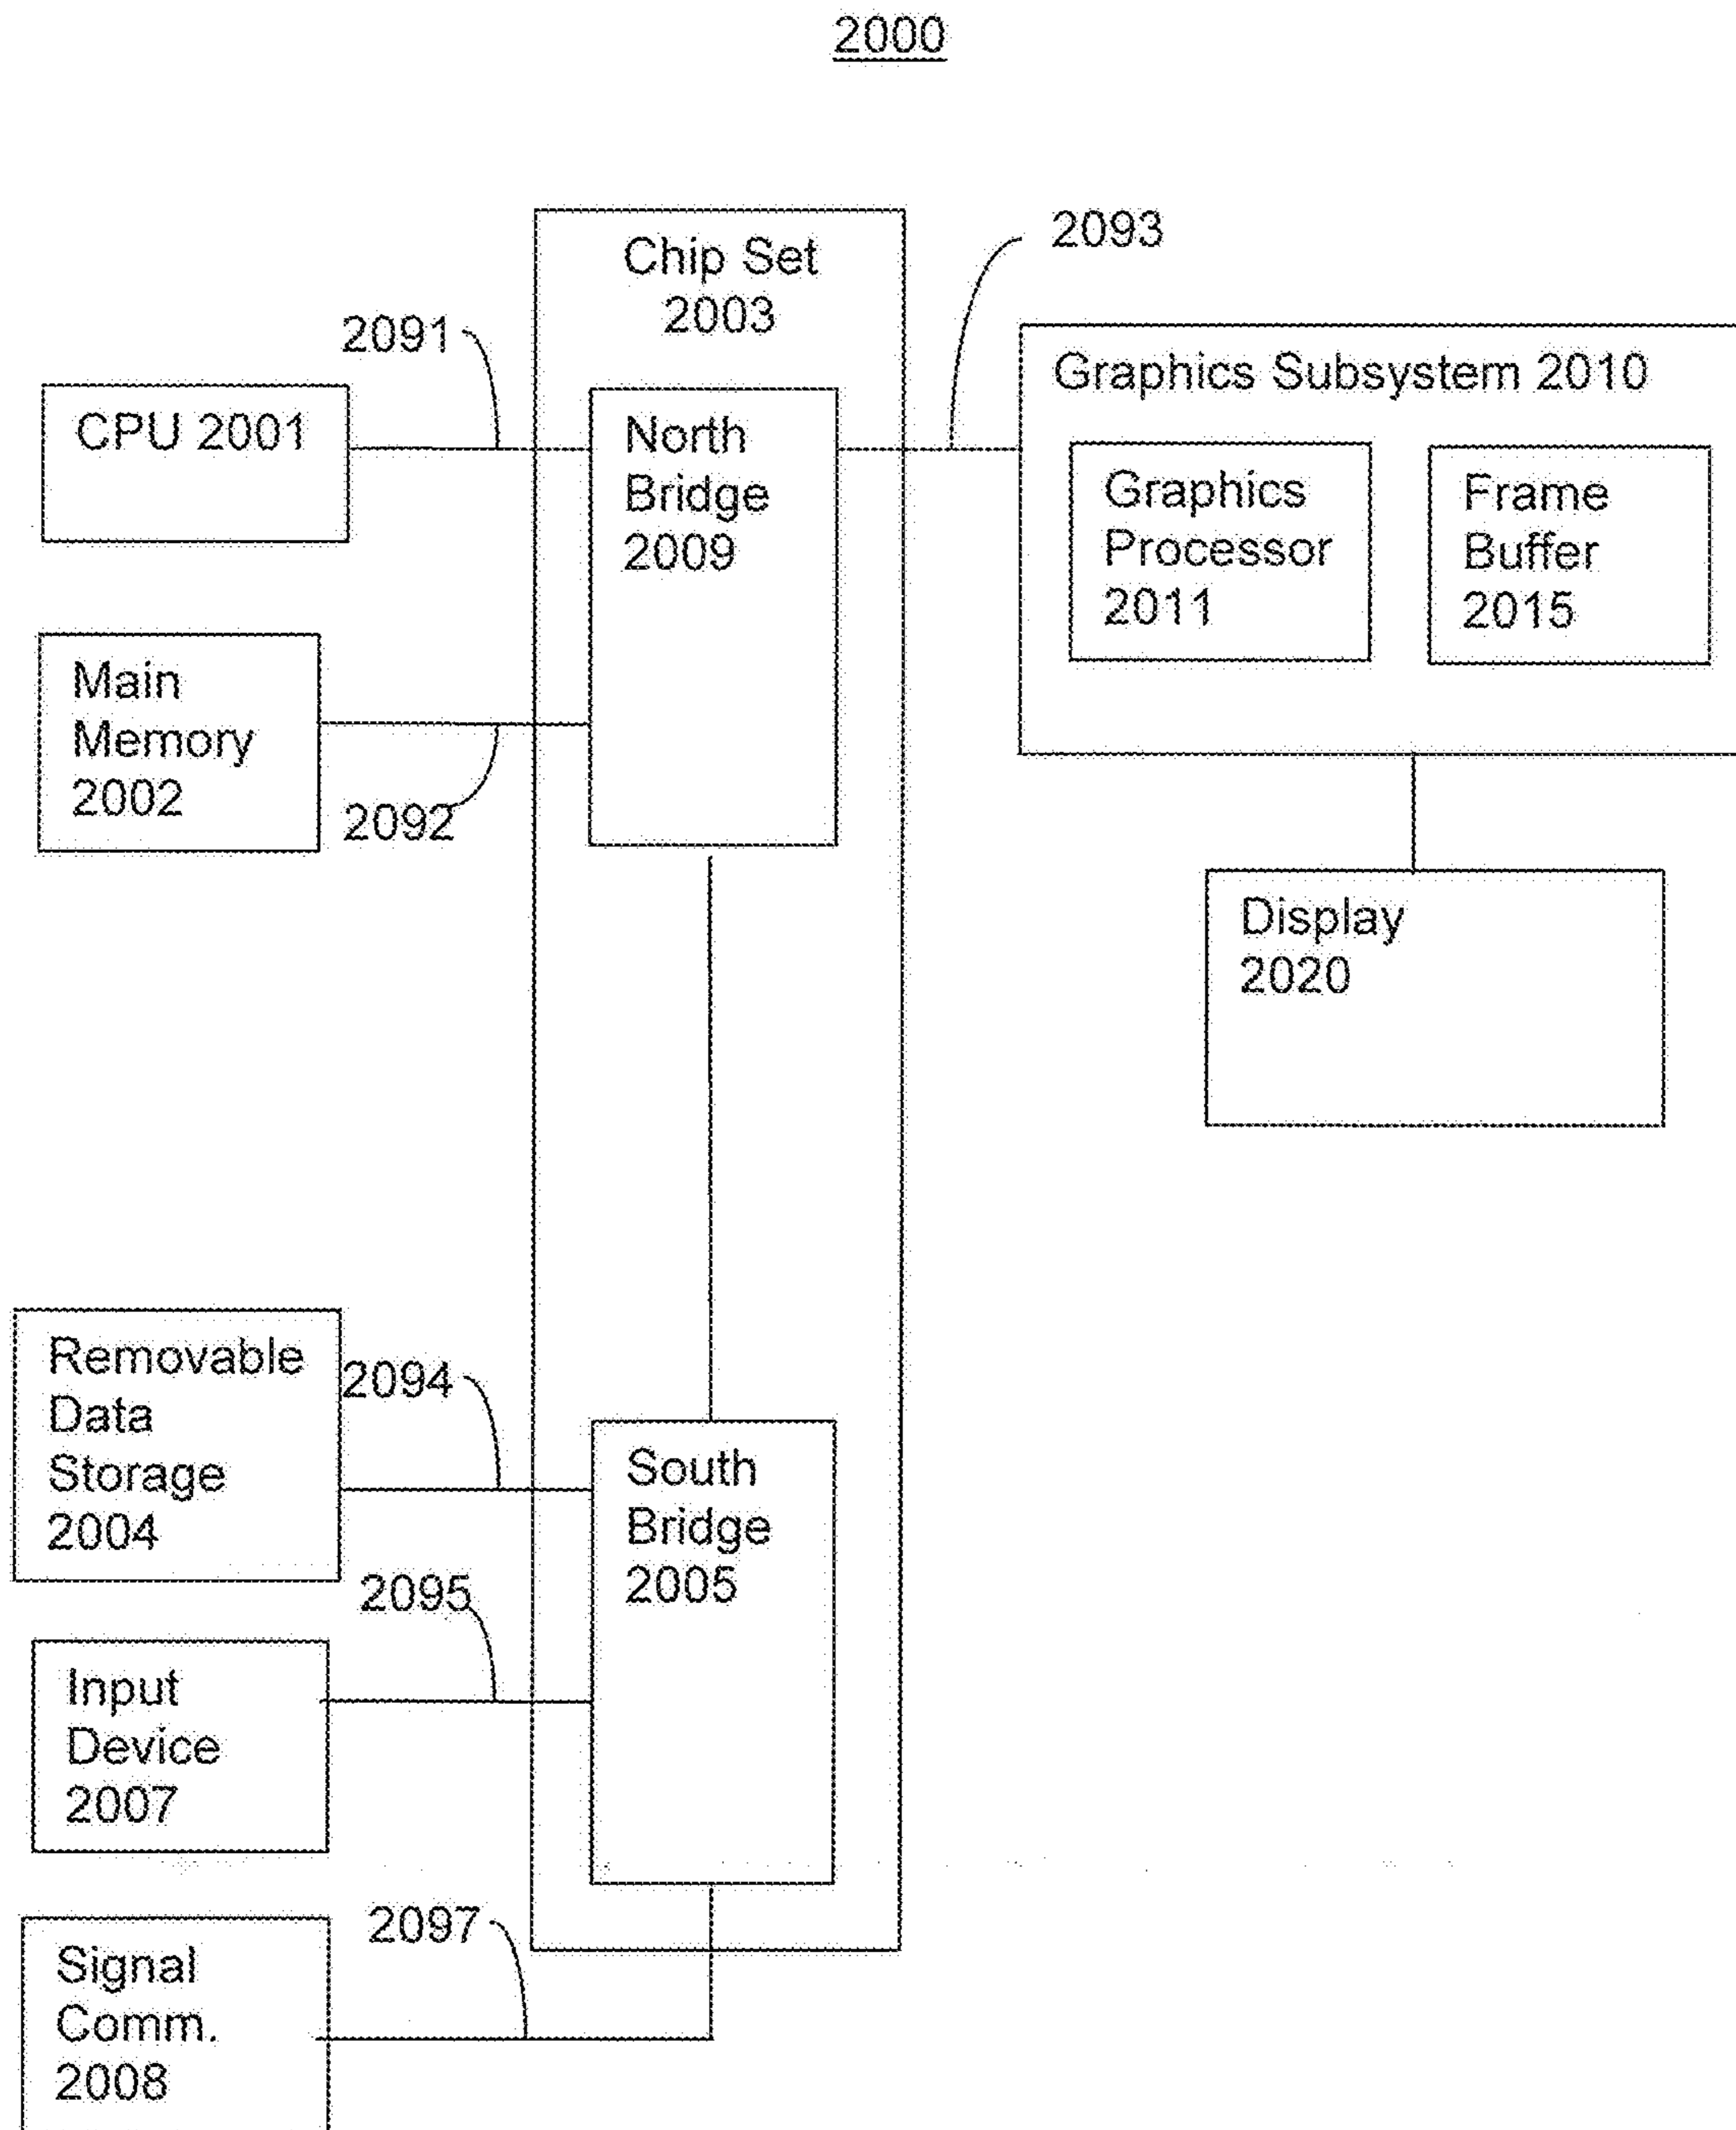 2000
Chip Set
2003
2093
2091
Graphics Subsystem 2010
CPU 2001
North
Bridge
2009
Graphics
Processor
2011
Frame
Buffer
2015
Main
Memory
2002
2092
Display
2020
Removable
Data
Storage
2004
2094
South
Bridge
2005
2095
Input
Device
2007
2097
Signal
Comm.
2008